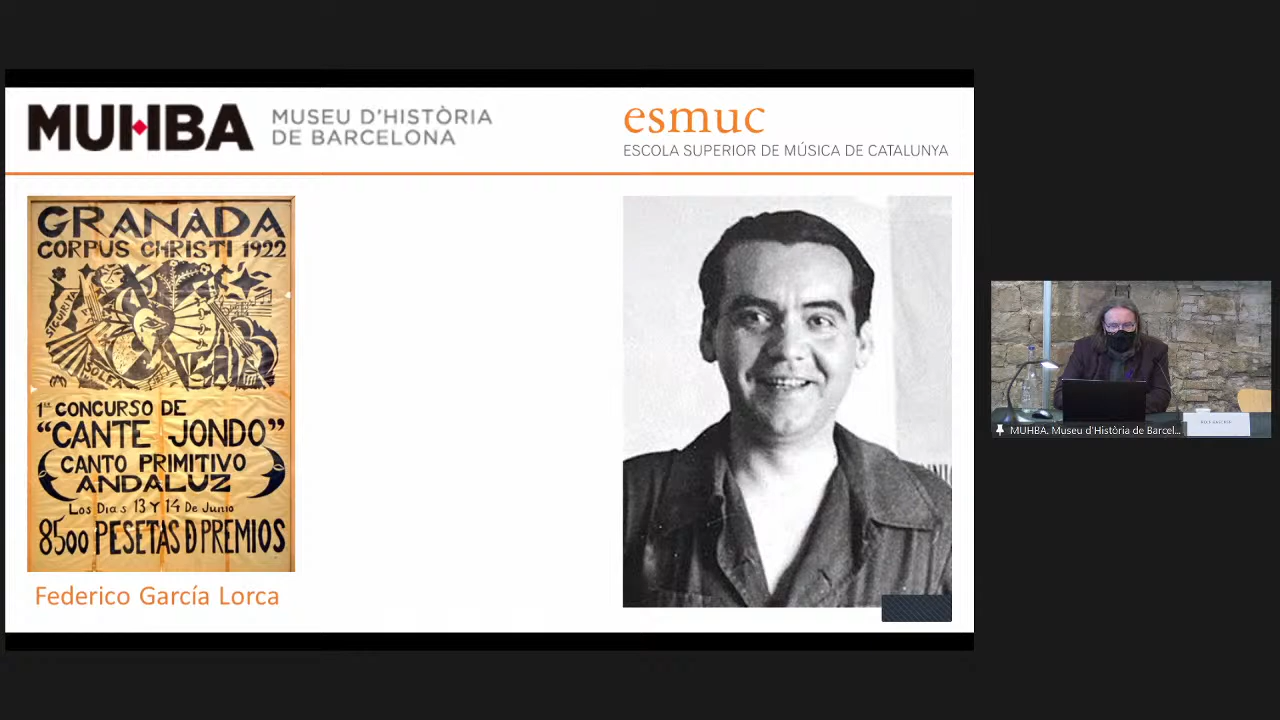 MUHBA
MUSEU D'HISTÒRIA
DE BARCELONA
esmuc
ESCOLA SUPERIOR DE MÚSICA DE CATALUNYA
GRANADA
CORPUS CHRISTI 1922
SIGUIRIYA
SOLEA
1er CONCURSO DE
"CANTE JONDO"
CANTO PRIMITIVO
ANDALUZ
Los Dias 13 Y 14 De Junio
8500 PESETAS D PREMIOS
Federico García Lorca
MUHBA. Museu d'Història de Barcel...